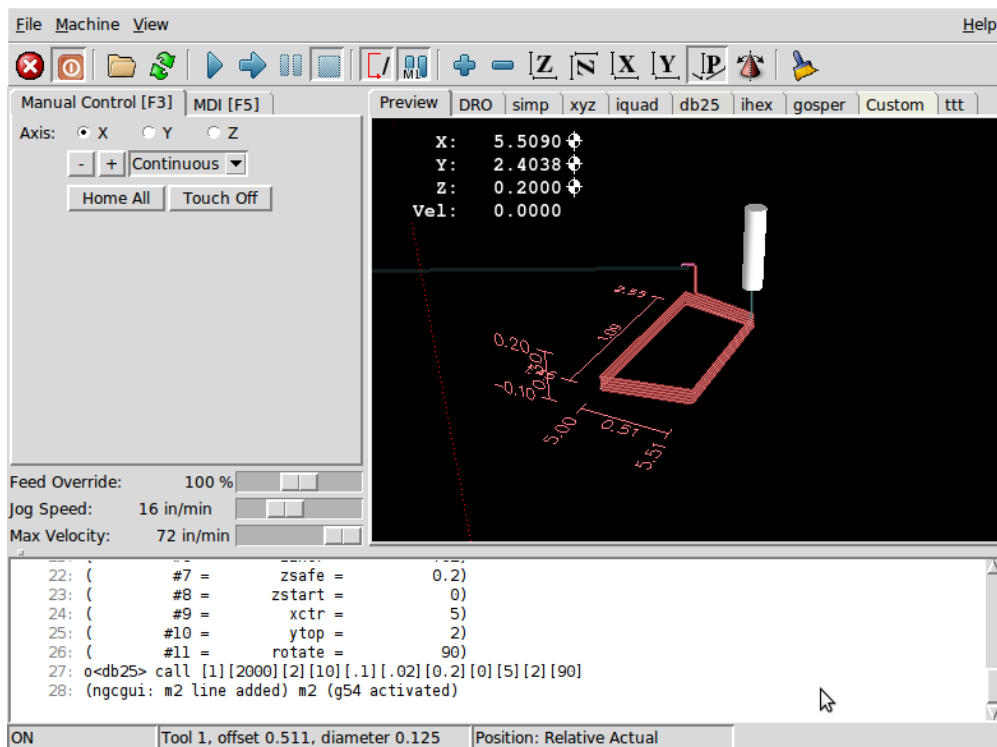 File Machine View Help
Manual Control [F3] MDI [F5] Preview DRO simp xyz iquad db25 ihex gosper Custom ttt
Axis: X Y Z
- + Continuous
Home All Touch Off
X: 5.5090
Y: 2.4038
Z: 0.2000
Vel: 0.0000
2.55
1.09
0.20
-0.10
5.00
0.51
5.51
Feed Override: 100 %
Jog Speed: 16 in/min
Max Velocity: 72 in/min
22: ( #7 = zsafe = 0.2)
23: ( #8 = zstart = 0)
24: ( #9 = xctr = 5)
25: ( #10 = ytop = 2)
26: ( #11 = rotate = 90)
27: o<db25> call [1][2000][2][10][.1][.02][0.2][0][5][2][90]
28: (ngcgui: m2 line added) m2 (g54 activated)
ON Tool 1, offset 0.511, diameter 0.125 Position: Relative Actual